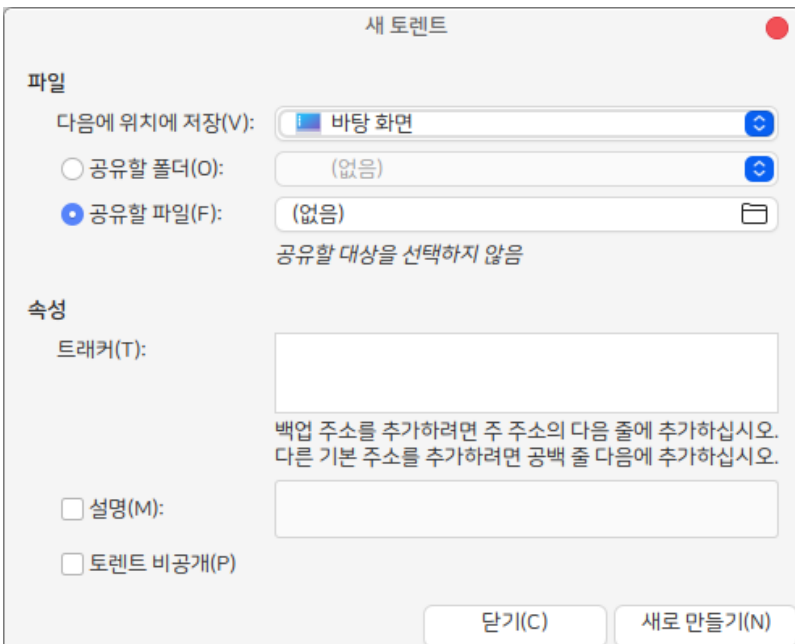 새 토렌트
파일
다음에 위치에 저장(V): 바탕 화면
공유할 폴더(O): (없음)
공유할 파일(F): (없음)
공유할 대상을 선택하지 않음
속성
트래커(T):
백업 주소를 추가하려면 주 주소의 다음 줄에 추가하십시오.
다른 기본 주소를 추가하려면 공백 줄 다음에 추가하십시오.
설명(M):
토렌트 비공개(P)
닫기(C) 새로 만들기(N)